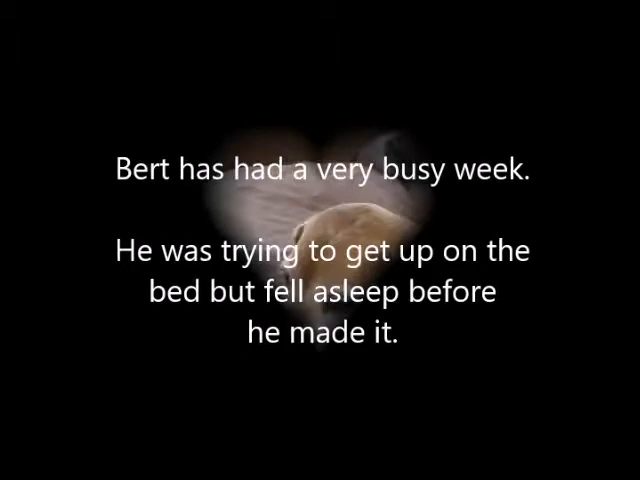 Bert has had a very busy week.
He was trying to get up on the
bed but fell asleep before
he made it.